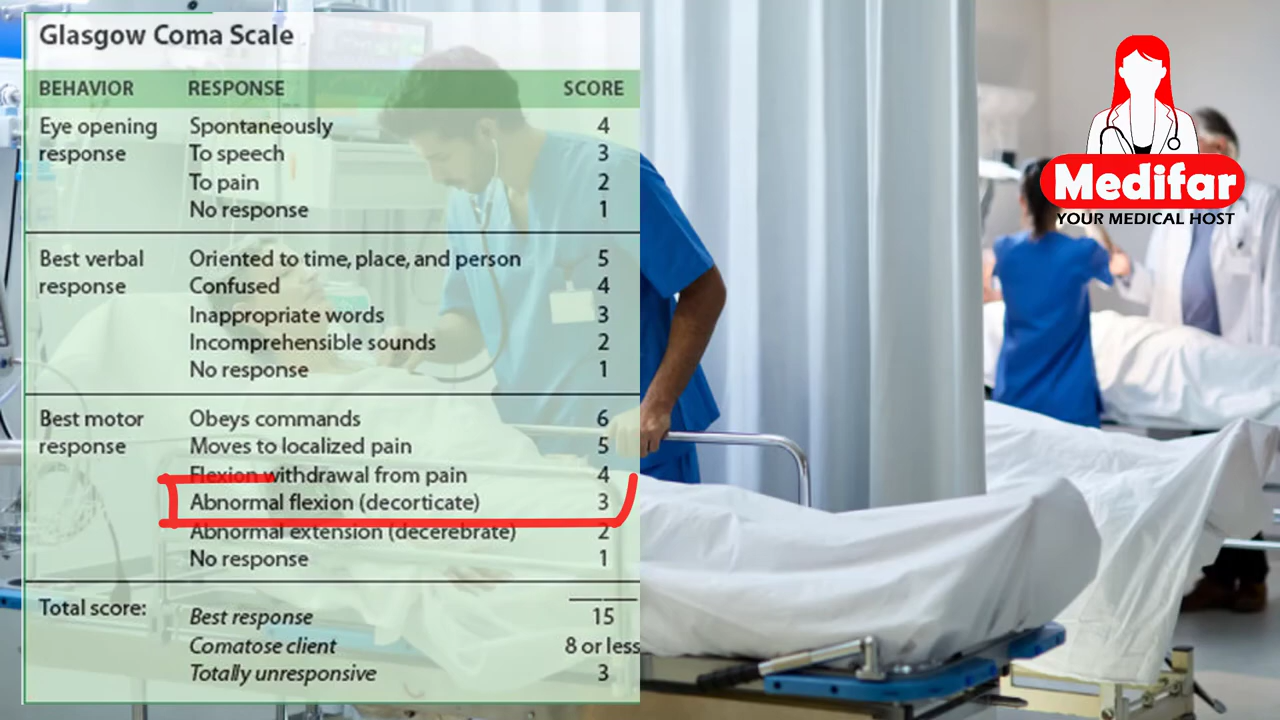 Glasgow Coma Scale
BEHAVIOR RESPONSE SCORE
Eye opening Spontaneously 4
response To speech 3
To pain 2
No response 1
Best verbal Oriented to time, place, and person 5
response Confused 4
Inappropriate words 3
Incomprehensible sounds 2
No response 1
Best motor Obeys commands 6
response Moves to localized pain 5
Flexion withdrawal from pain 4
Abnormal flexion (decorticate) 3
Abnormal extension (decerebrate) 2
No response 1
Total score:
Best response 15
Comatose client 8 or less
Totally unresponsive 3
Medifar
YOUR MEDICAL HOST